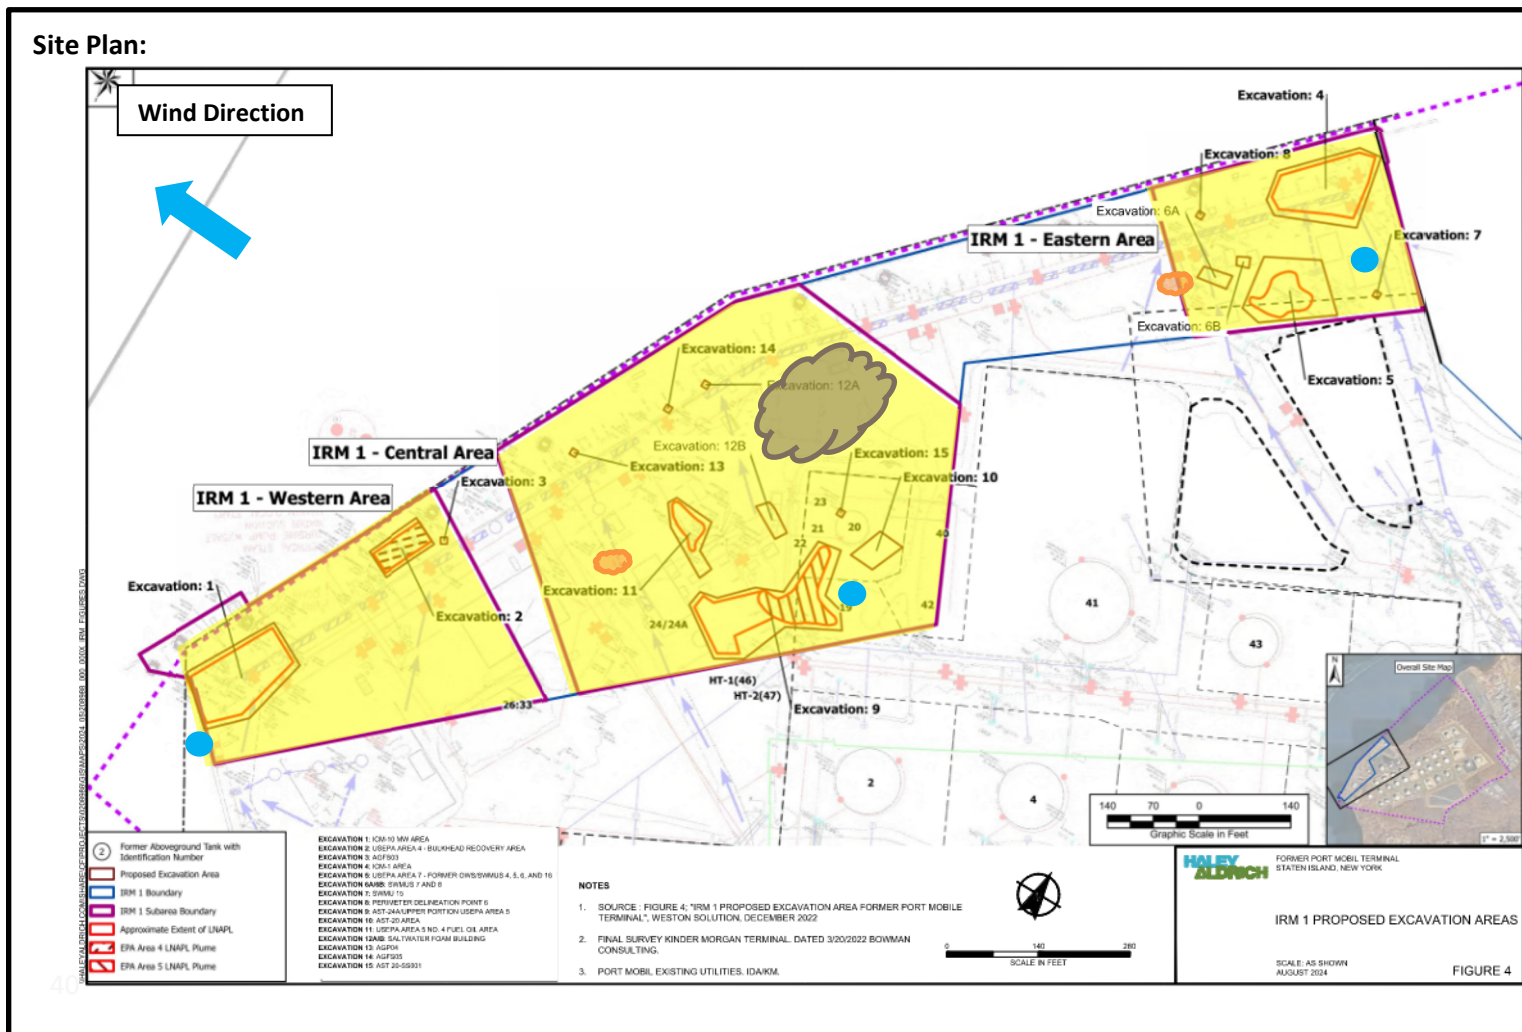 Site Plan:
Wind Direction
Excavation: 4
Excavation: 8
Excavation: 6A
IRM 1 - Eastern Area
Excavation: 7
Excavation: 6B
Excavation: 14
Excavation: 12A
Excavation: 5
IRM 1 - Central Area
Excavation: 12B
Excavation: 15
Excavation: 13
Excavation: 3
Excavation: 10
IRM 1 - Western Area
23
21
20
22
40
Excavation: 1
Excavation: 11
19
42
41
Excavation: 2
24/24A
43
HT-1(46)
HT-2(47)
26:33
Excavation: 9
2
4
N
Overall Site Map
1" = 2,500'
140 70 0 140
Graphic Scale in Feet
2
Former Aboveground Tank with
Identification Number
Proposed Excavation Area
IRM 1 Boundary
IRM 1 Subarea Boundary
Approximate Extent of LNAPL
EPA Area 4 LNAPL Plume
EPA Area 5 LNAPL Plume
EXCAVATION 1: ICM-10 MW AREA
EXCAVATION 2: USEPA AREA 4 - BULKHEAD RECOVERY AREA
EXCAVATION 3: AGFS03
EXCAVATION 4: ICM-1 AREA
EXCAVATION 5: USEPA AREA 7 - FORMER OWS/SWMUS 4, 5, 6, AND 16
EXCAVATION 6A/6B: SWMUS 7 AND 8
EXCAVATION 7: SWMU 15
EXCAVATION 8: PERIMETER DELINEATION POINT 6
EXCAVATION 9: AST-24A/UPPER PORTION USEPA AREA 5
EXCAVATION 10: AST-20 AREA
EXCAVATION 11: USEPA AREA 5 NO. 4 FUEL OIL AREA
EXCAVATION 12A/B: SALTWATER FOAM BUILDING
EXCAVATION 13: AGP04
EXCAVATION 14: AGFS05
EXCAVATION 15: AST 20-SS001
NOTES
1. SOURCE : FIGURE 4; "IRM 1 PROPOSED EXCAVATION AREA FORMER PORT MOBILE
TERMINAL", WESTON SOLUTION, DECEMBER 2022
2. FINAL SURVEY KINDER MORGAN TERMINAL. DATED 3/20/2022 BOWMAN
CONSULTING.
3. PORT MOBIL EXISTING UTILITIES. IDA/KM.
0 140 280
SCALE IN FEET
HALEY
ALDRICH
FORMER PORT MOBIL TERMINAL
STATEN ISLAND, NEW YORK
IRM 1 PROPOSED EXCAVATION AREAS
SCALE: AS SHOWN
AUGUST 2024
FIGURE 4
40